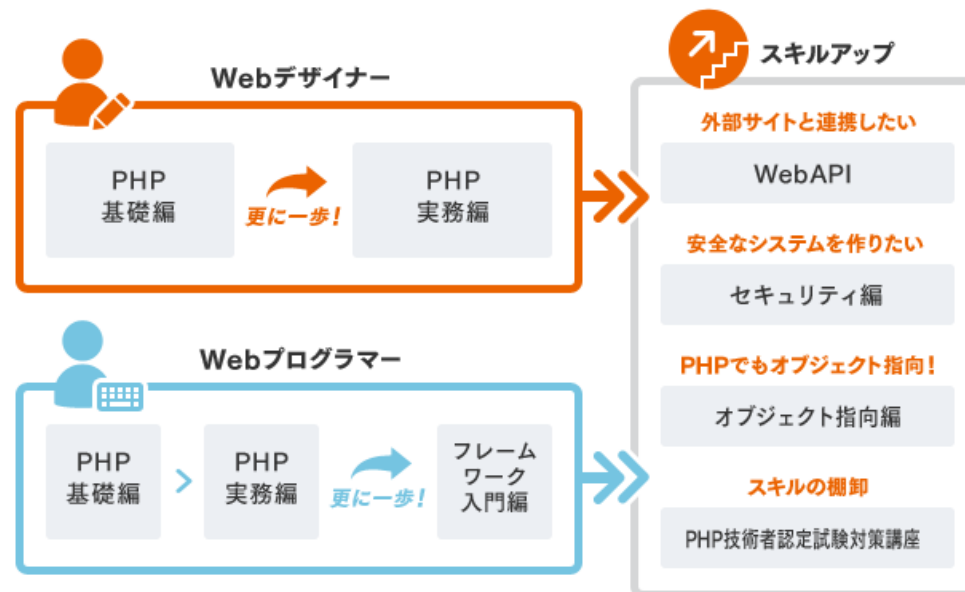 Webデザイナー
PHP
基礎編
更に一歩！
PHP
実務編
Webプログラマー
PHP
基礎編
>
PHP
実務編
更に一歩！
フレーム
ワーク
入門編
スキルアップ
外部サイトと連携したい
WebAPI
安全なシステムを作りたい
セキュリティ編
PHPでもオブジェクト指向！
オブジェクト指向編
スキルの棚卸
PHP技術者認定試験対策講座